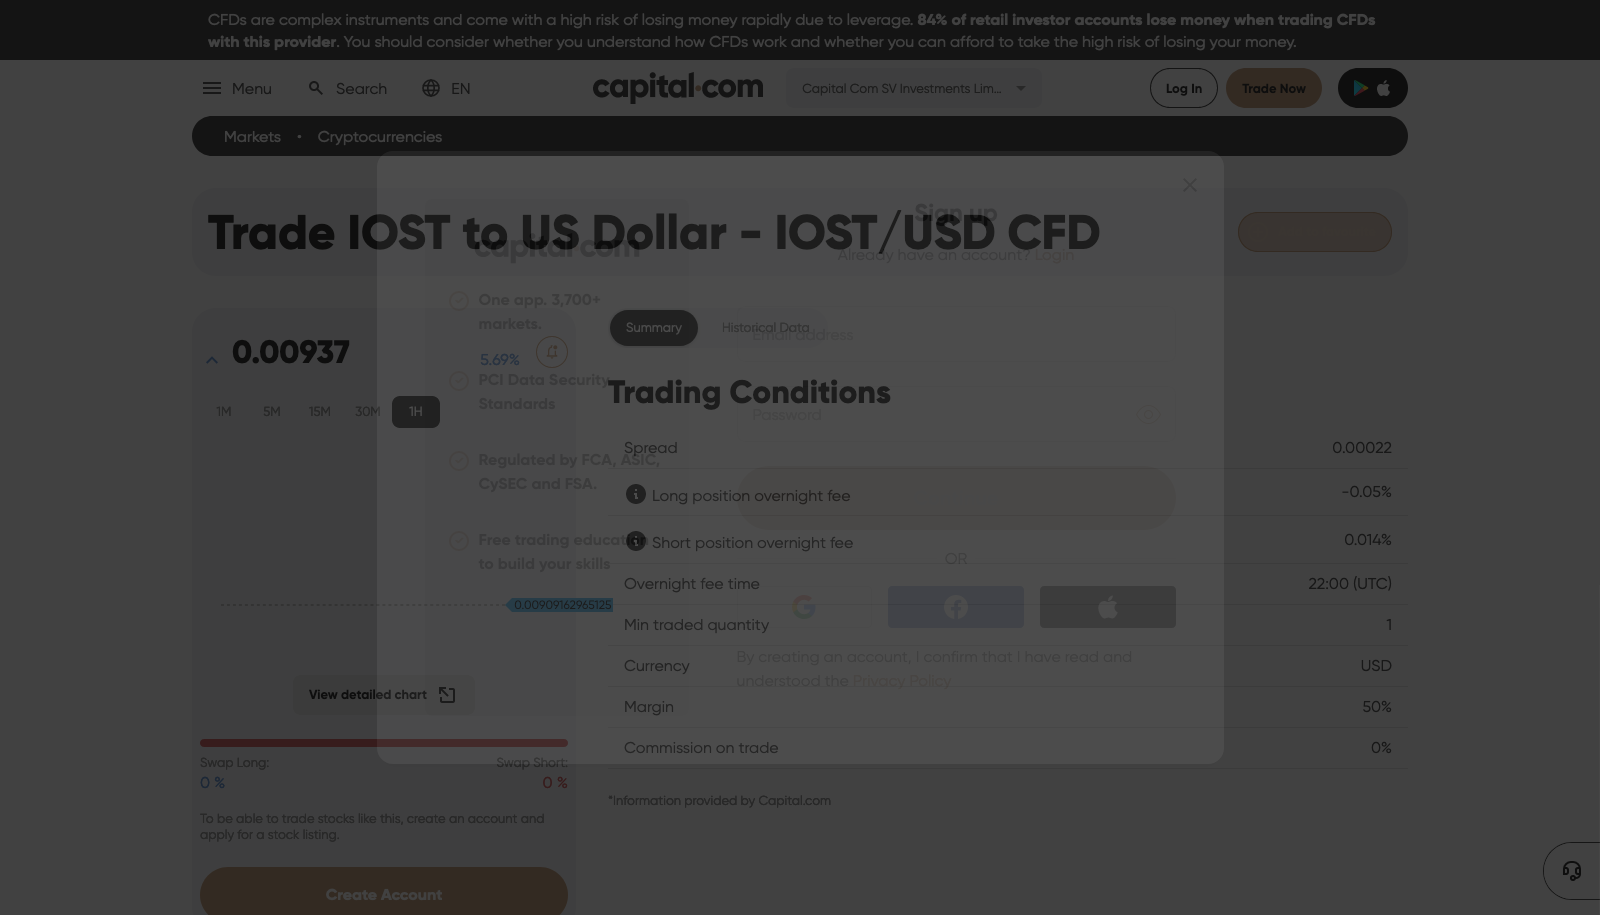 CFDs are complex instruments and come with a high risk of losing money rapidly due to leverage. 84% of retail investor accounts lose money when trading CFDs
with this provider. You should consider whether you understand how CFDs work and whether you can afford to take the high risk of losing your money.
Menu
Search
EN
capital.com
Capital Com SV Investments Lim...
Log In
Trade Now
Markets • Cryptocurrencies
Trade IOST to US Dollar - IOST/USD CFD
0.00937
5.69%
1M 5M 15M 30M 1H
0.0090916296512S
View detailed chart
Swap Long:
Swap Short:
0 %
0 %
To be able to trade stocks like this, create an account and
apply for a stock listing.
Create Account
Summary
Historical Data
Trading Conditions
Spread 0.00022
Long position overnight fee -0.05%
Short position overnight fee 0.014%
Overnight fee time 22:00 (UTC)
Min traded quantity 1
Currency USD
Margin 50%
Commission on trade 0%
*Information provided by Capital.com
capital.com
One app. 3,700+
markets.
PCI Data Security
Standards
Regulated by FCA, ASIC,
CySEC and FSA.
Free trading education
to build your skills
Sign up
Already have an account? Login
Email address
Password
OR
By creating an account, I confirm that I have read and
understood the Privacy Policy